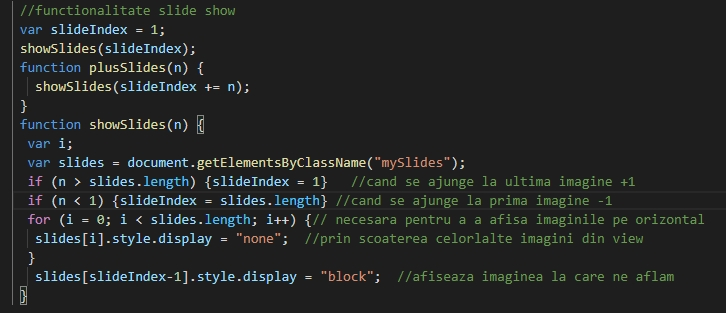 //functionalitate slide show
var slideIndex = 1;
showSlides(slideIndex);
function plusSlides(n) {
showSlides(slideIndex += n);
}
function showSlides(n) {
var i;
var slides = document.getElementsByClassName("mySlides");
if (n > slides.length) {slideIndex = 1}   //cand se ajunge la ultima imagine +1
if (n < 1) {slideIndex = slides.length} //cand se ajunge la prima imagine -1
for (i = 0; i < slides.length; i++) {// necesara pentru a a afisa imaginile pe orizontal
slides[i].style.display = "none";  //prin scoaterea celorlalte imagini din view
}
slides[slideIndex-1].style.display = "block";  //afiseaza imaginea la care ne aflam
}